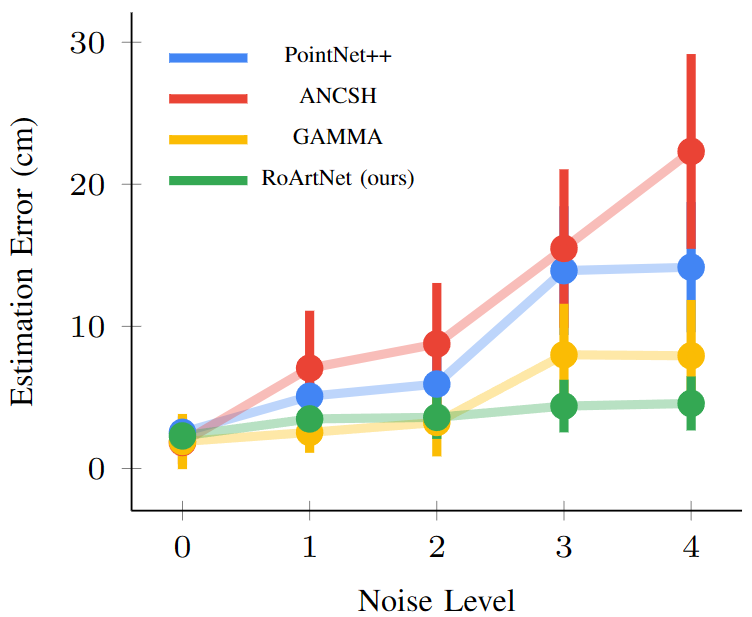 30
20
10
0
Estimation Error (cm)
PointNet++
ANCSH
GAMMA
RoArtNet (ours)
0 1 2 3 4
Noise Level